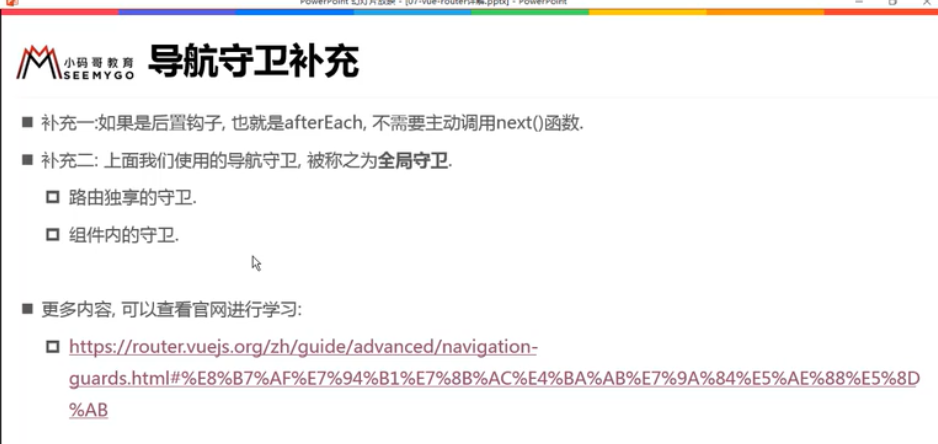 PowerPoint 幻灯片放映 - [07-vue-router详解.pptx] - PowerPoint
小码哥教育
SEEMYGO
导航守卫补充
补充一:如果是后置钩子, 也就是afterEach, 不需要主动调用next()函数.
补充二: 上面我们使用的导航守卫, 被称之为全局守卫.
路由独享的守卫.
组件内的守卫.
更多内容, 可以查看官网进行学习:
https://router.vuejs.org/zh/guide/advanced/navigation-
guards.html#%E8%B7%AF%E7%94%B1%E7%8B%AC%E4%BA%AB%E7%9A%84%E5%AE%88%E5%8D
%AB